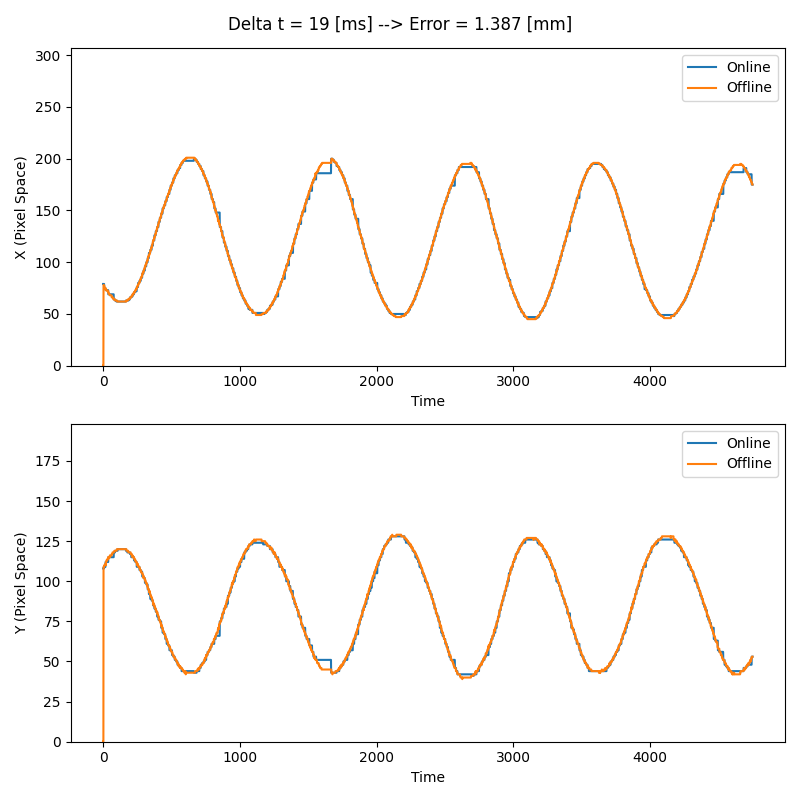 Delta t = 19 [ms] --> Error = 1.387 [mm]
300
250
200
150
100
50
0
X (Pixel Space)
Online
Offline
0 1000 2000 3000 4000
Time
175
150
125
100
75
50
25
0
Y (Pixel Space)
Online
Offline
0 1000 2000 3000 4000
Time